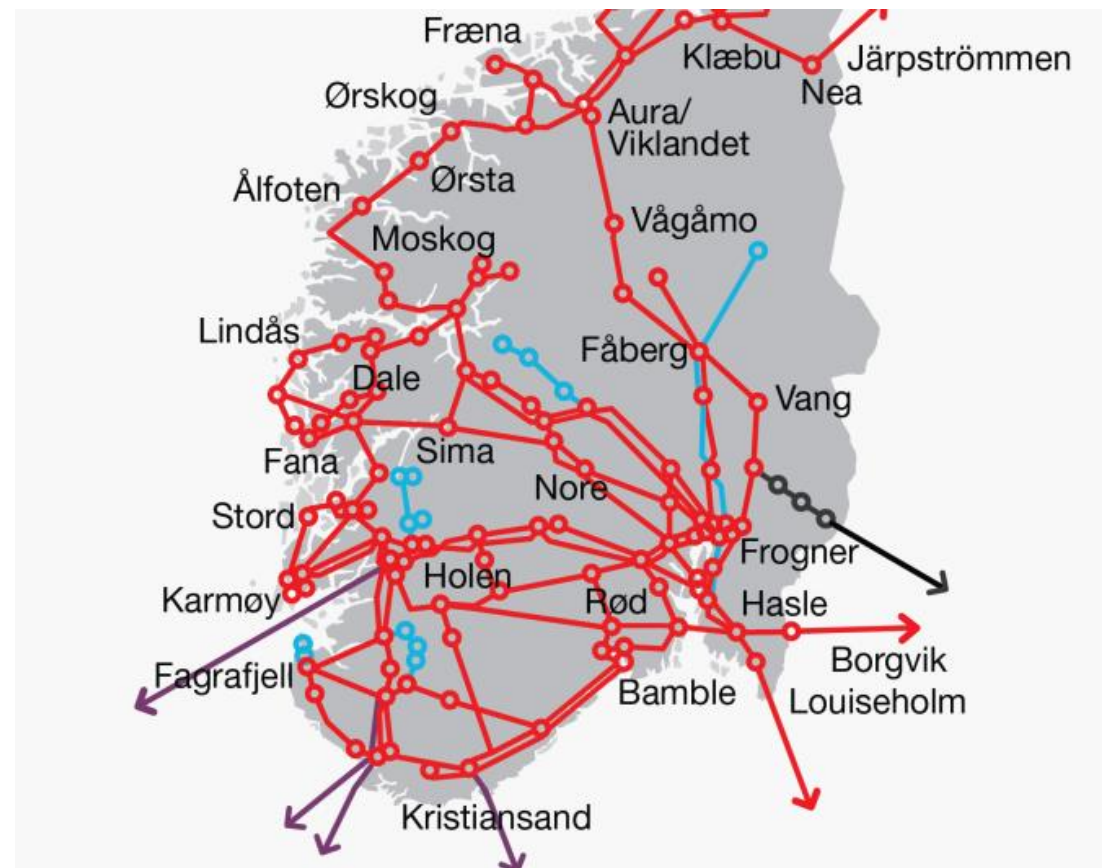 Fræna
Klæbu
Järpströmmen
Nea
Ørskog
Aura/
Viklandet
Ørsta
Ålfoten
Vågåmo
Moskog
Lindås
Fåberg
Dale
Vang
Sima
Fana
Nore
Stord
Frogner
Holen
Karmøy
Rød
Hasle
Borgvik
Fagrafjell
Bamble
Louiseholm
Kristiansand